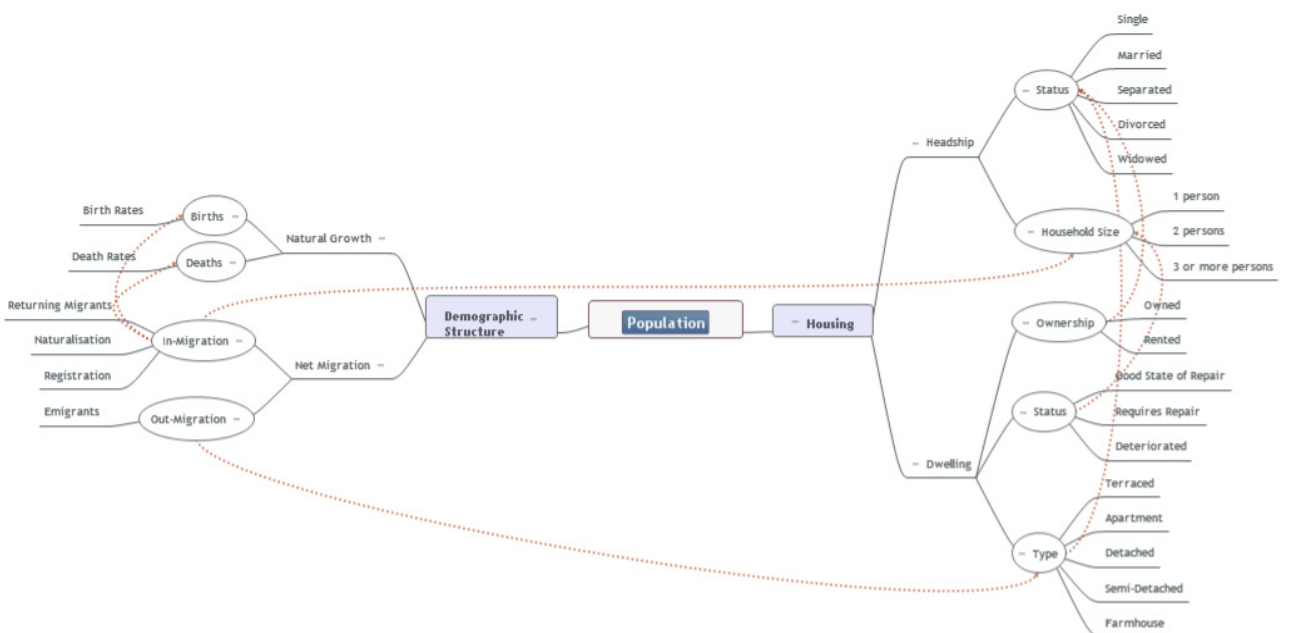 Population
Demographic
Structure
Natural Growth
Births
Birth Rates
Deaths
Death Rates
Net Migration
In-Migration
Returning Migrants
Naturalisation
Registration
Out-Migration
Emigrants
Housing
Headship
Status
Single
Married
Separated
Divorced
Widowed
Household Size
1 person
2 persons
3 or more persons
Dwelling
Ownership
Owned
Rented
Status
Good State of Repair
Requires Repair
Deteriorated
Type
Terraced
Apartment
Detached
Semi-Detached
Farmhouse